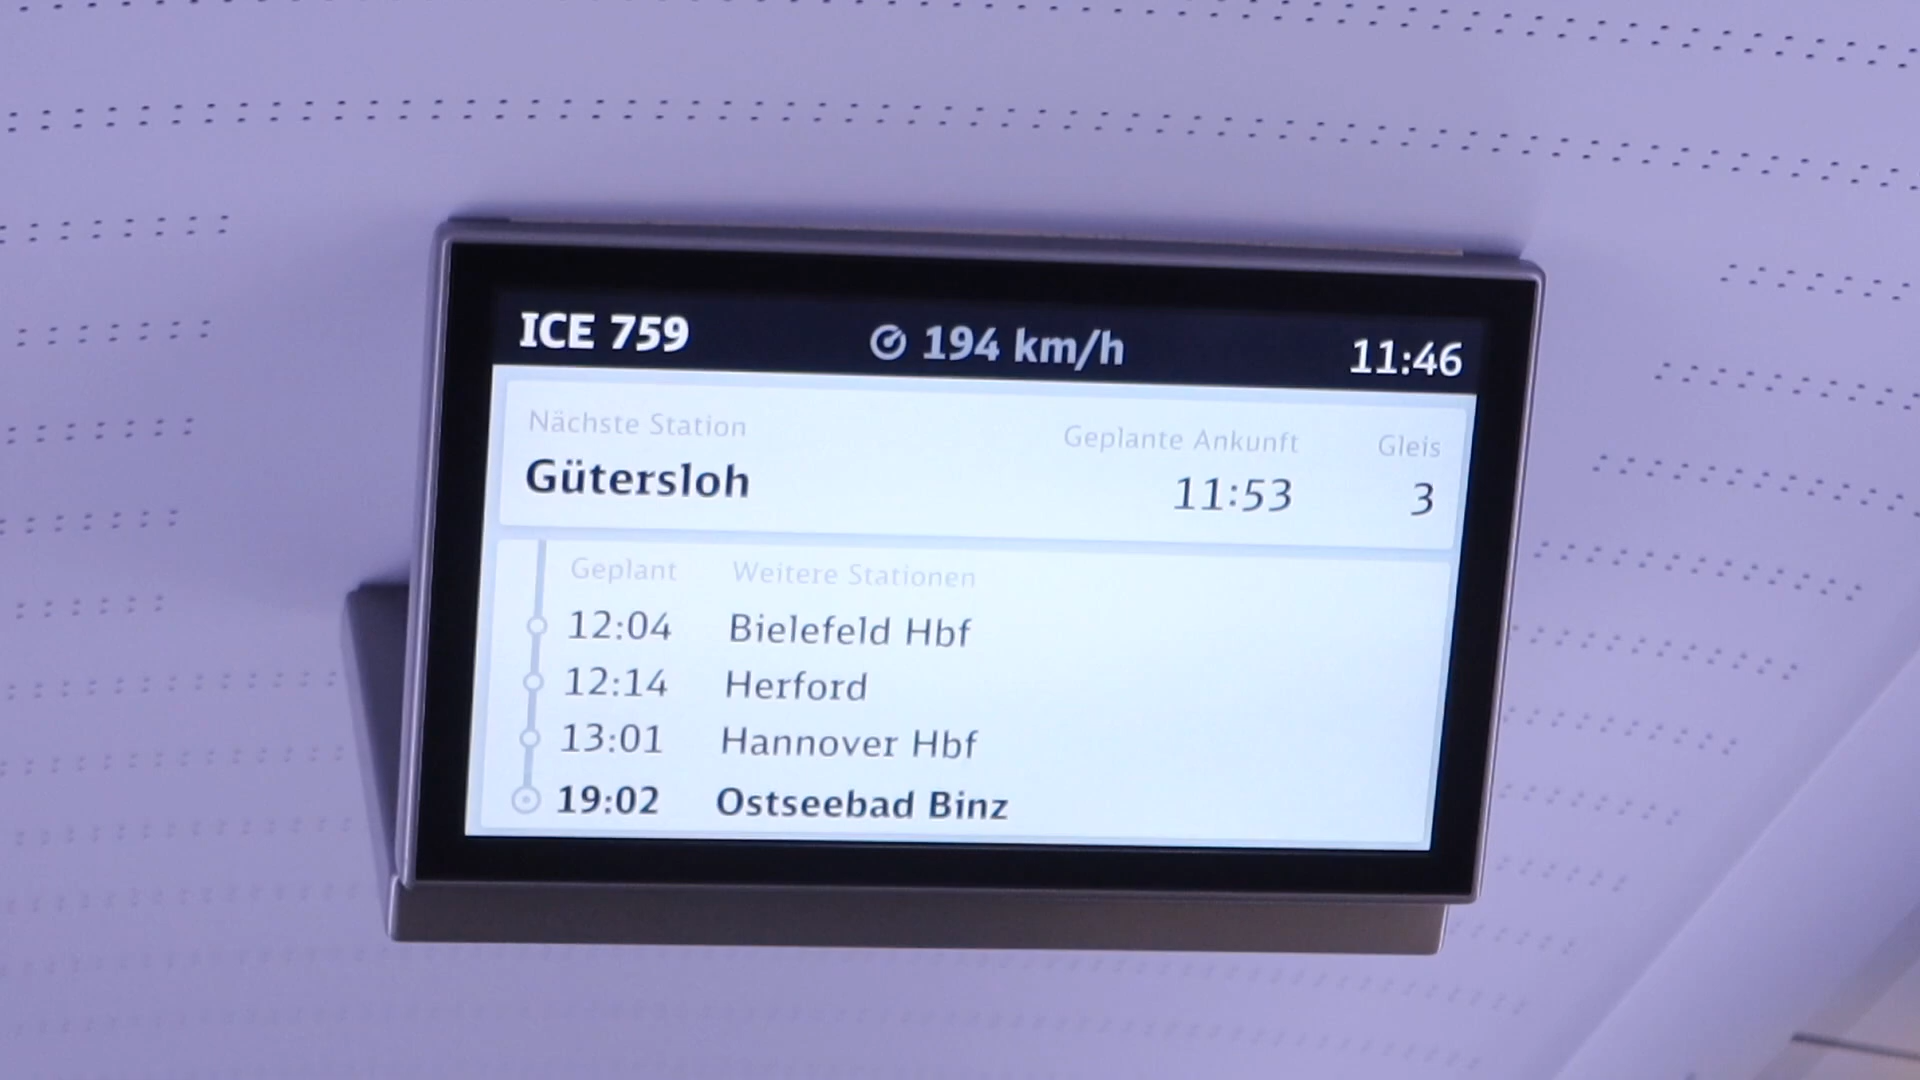 ICE 759 194 km/h 11:46
Nächste Station Geplante Ankunft Gleis
Gütersloh 11:53 3
Geplant Weitere Stationen
12:04 Bielefeld Hbf
12:14 Herford
13:01 Hannover Hbf
19:02 Ostseebad Binz